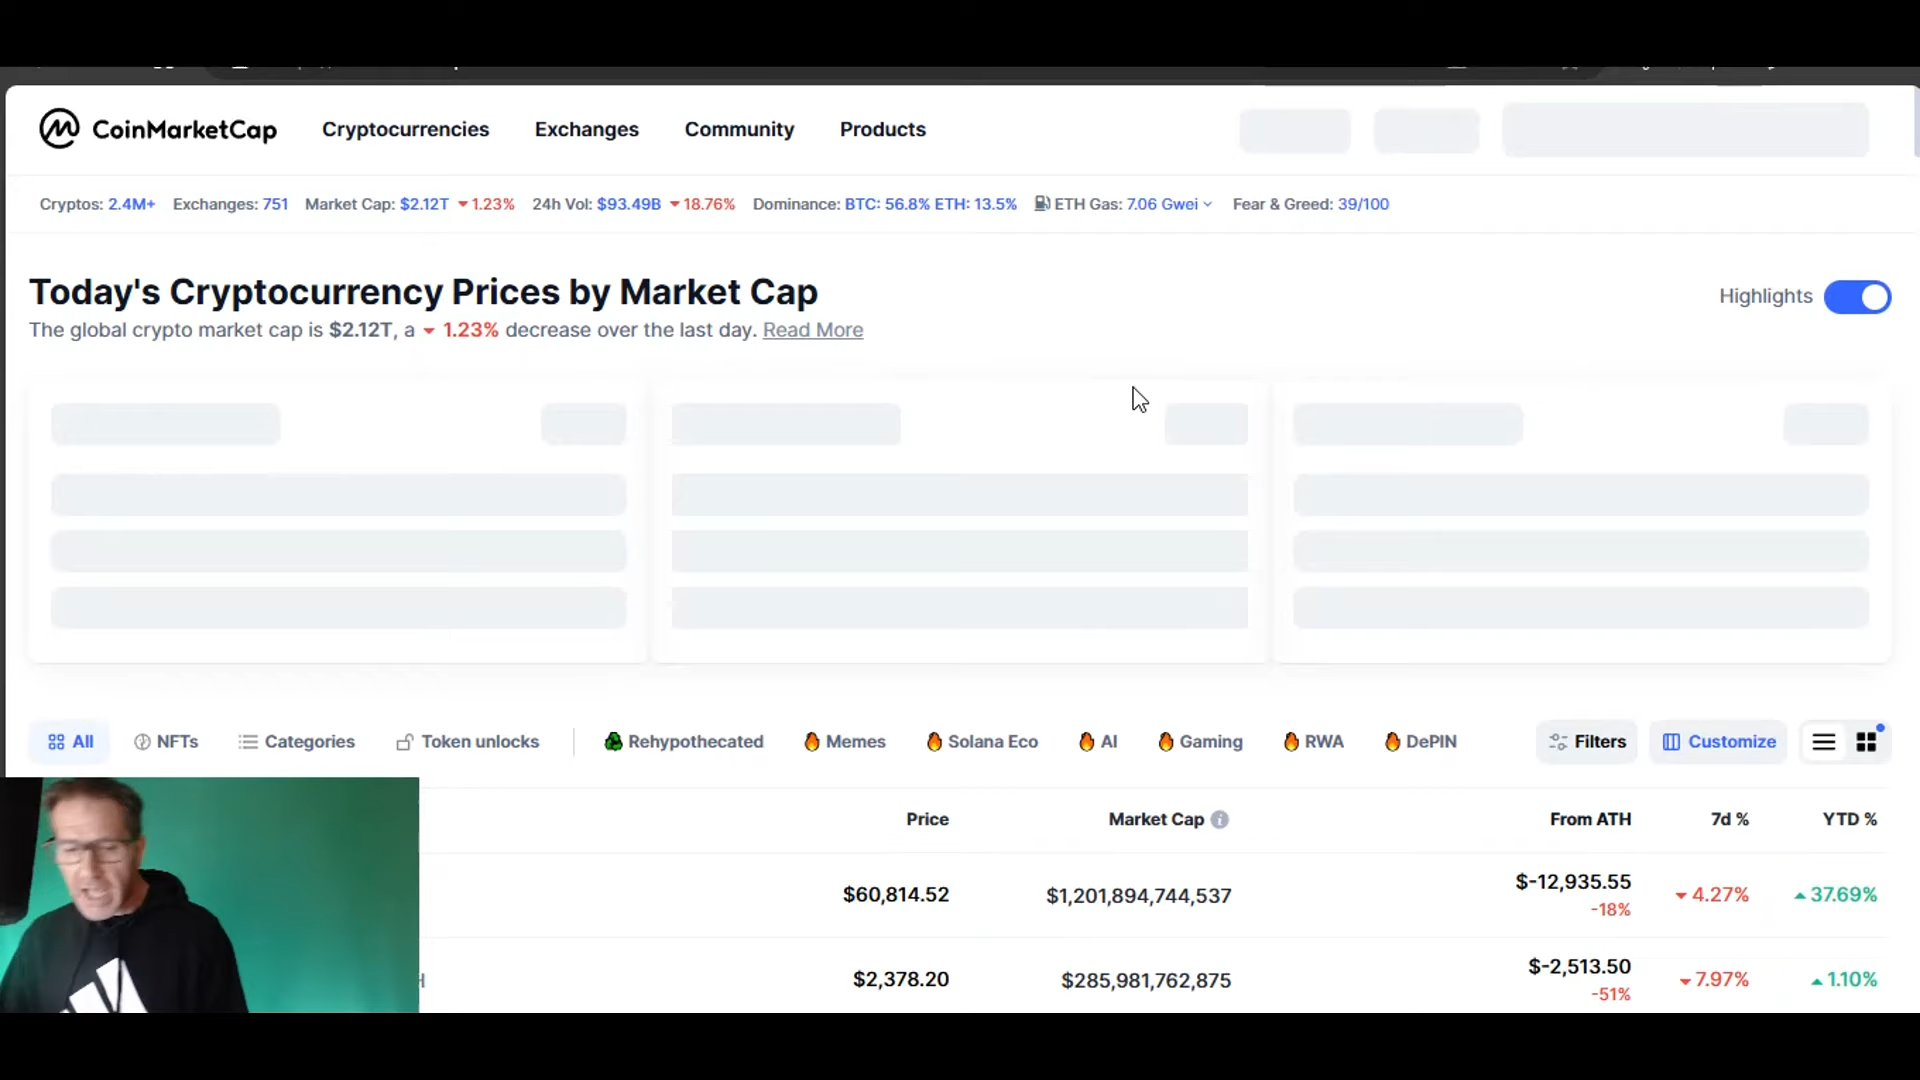 CoinMarketCap Cryptocurrencies Exchanges Community Products
Cryptos: 2.4M+ Exchanges: 751 Market Cap: $2.12T 1.23% 24h Vol: $93.49B 18.76% Dominance: BTC: 56.8% ETH: 13.5% ETH Gas: 7.06 Gwei Fear & Greed: 39/100
Today's Cryptocurrency Prices by Market Cap
Highlights
The global crypto market cap is $2.12T, a 1.23% decrease over the last day. Read More
All NFTs Categories Token unlocks Rehypothecated Memes Solana Eco AI Gaming RWA DePIN Filters Customize
Price Market Cap From ATH 7d % YTD %
$60,814.52 $1,201,894,744,537 $-12,935.55 4.27% 37.69%
-18%
$2,378.20 $285,981,762,875 $-2,513.50 7.97% 1.10%
-51%